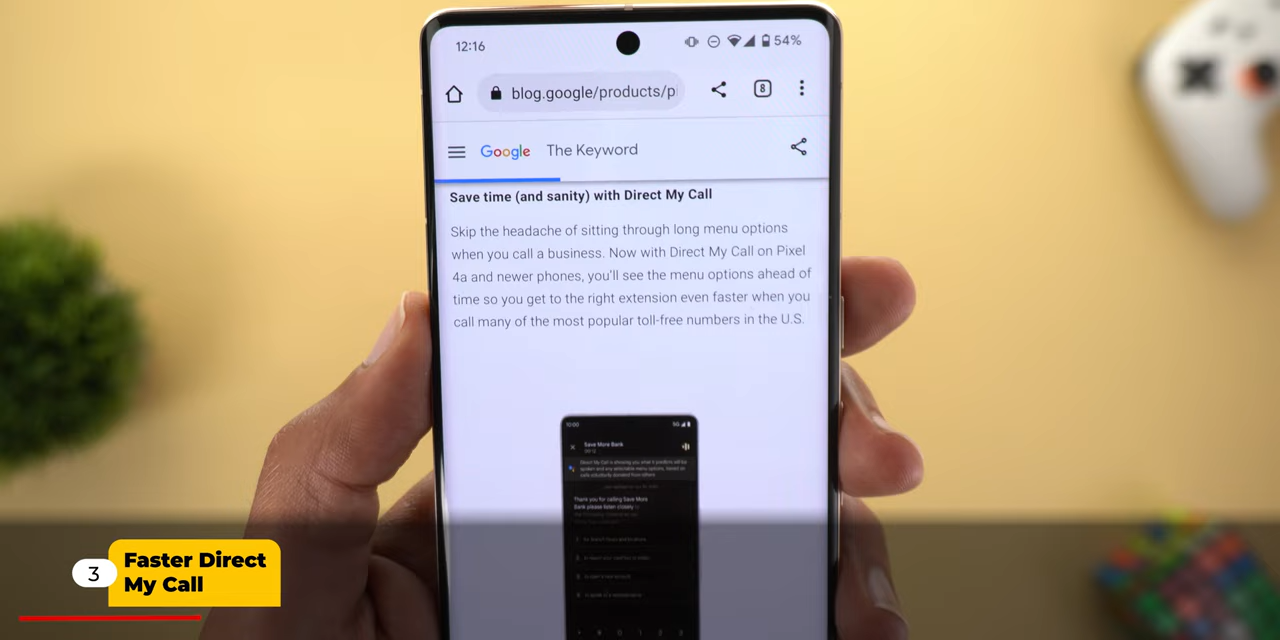 12:16
54%
blog.google/products/p
8
Google The Keyword
Save time (and sanity) with Direct My Call
Skip the headache of sitting through long menu options
when you call a business. Now with Direct My Call on Pixel
4a and newer phones, you'll see the menu options ahead of
time so you get to the right extension even faster when you
call many of the most popular toll-free numbers in the U.S.
10:00
5G
Save More Bank
Thank you for calling Save More
Bank please listen closely
3
Faster Direct
My Call